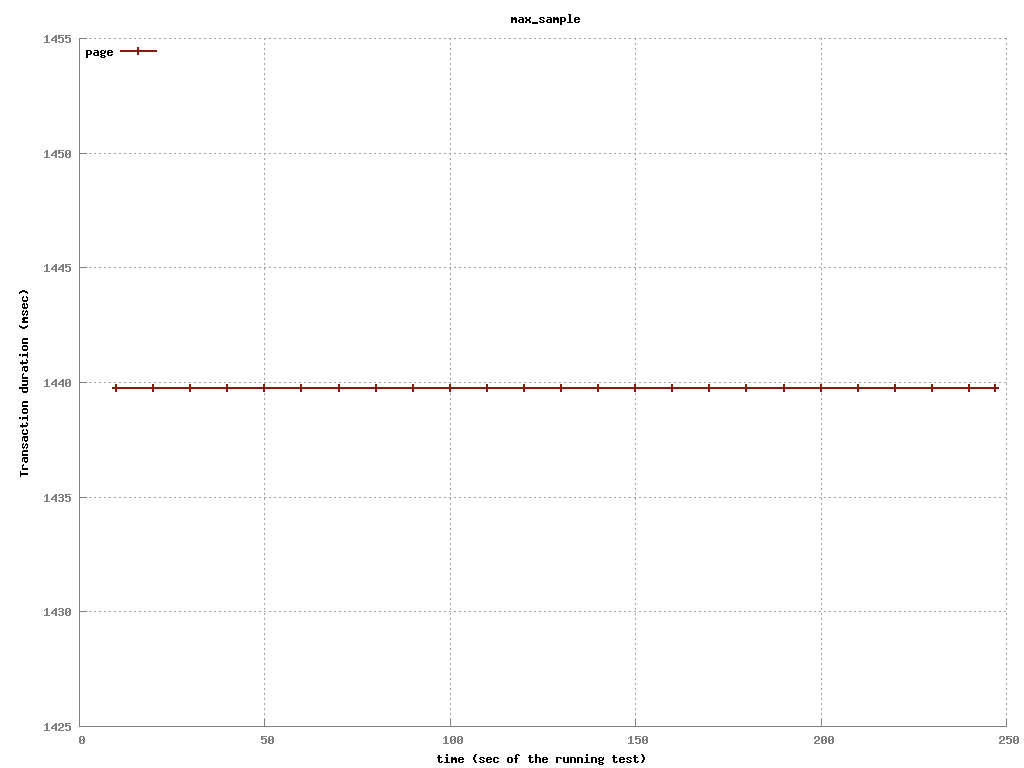 max_sample
1455
page
1450
1445
1440
1435
1430
1425
Transaction duration (msec)
0 50 100 150 200 250
time (sec of the running test)